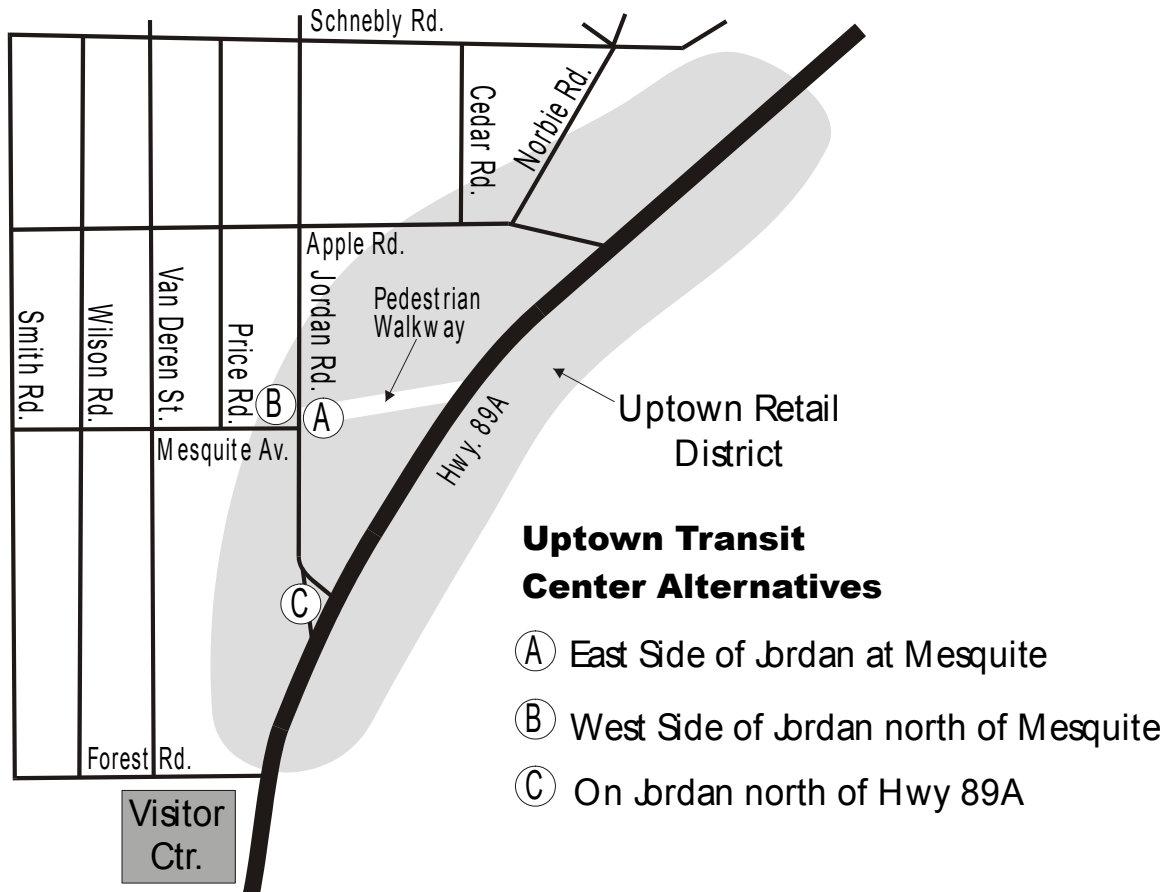 Schnebly Rd.
Cedar Rd.
Norbie Rd.
Apple Rd.
Jordan Rd.
Pedestrian
Walkway
Smith Rd.
Wilson Rd.
Van Deren St.
Price Rd.
B
A
Mesquite Av.
Hwy. 89A
Uptown Retail
District
C
Forest Rd.
Visitor
Ctr.
Uptown Transit
Center Alternatives
A East Side of Jordan at Mesquite
B West Side of Jordan north of Mesquite
C On Jordan north of Hwy 89A